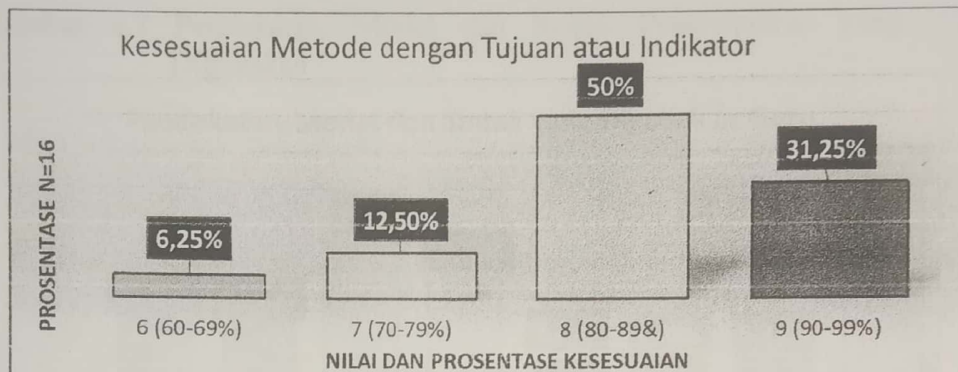 Kesesuaian Metode dengan Tujuan atau Indikator
PROSENTASE N=16
6,25%
12,50%
50%
31,25%
6 (60-69%)
7 (70-79%)
8 (80-89&)
9 (90-99%)
NILAI DAN PROSENTASE KESESUAIAN